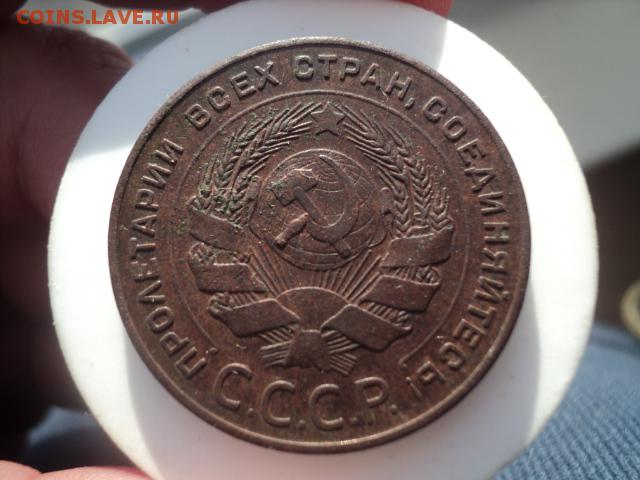 COINS.LAVE.RU
ПРОЛЕТАРИИ ВСЕХ СТРАН, СОЕДИНЯЙТЕСЬ!
С.С.С.Р.